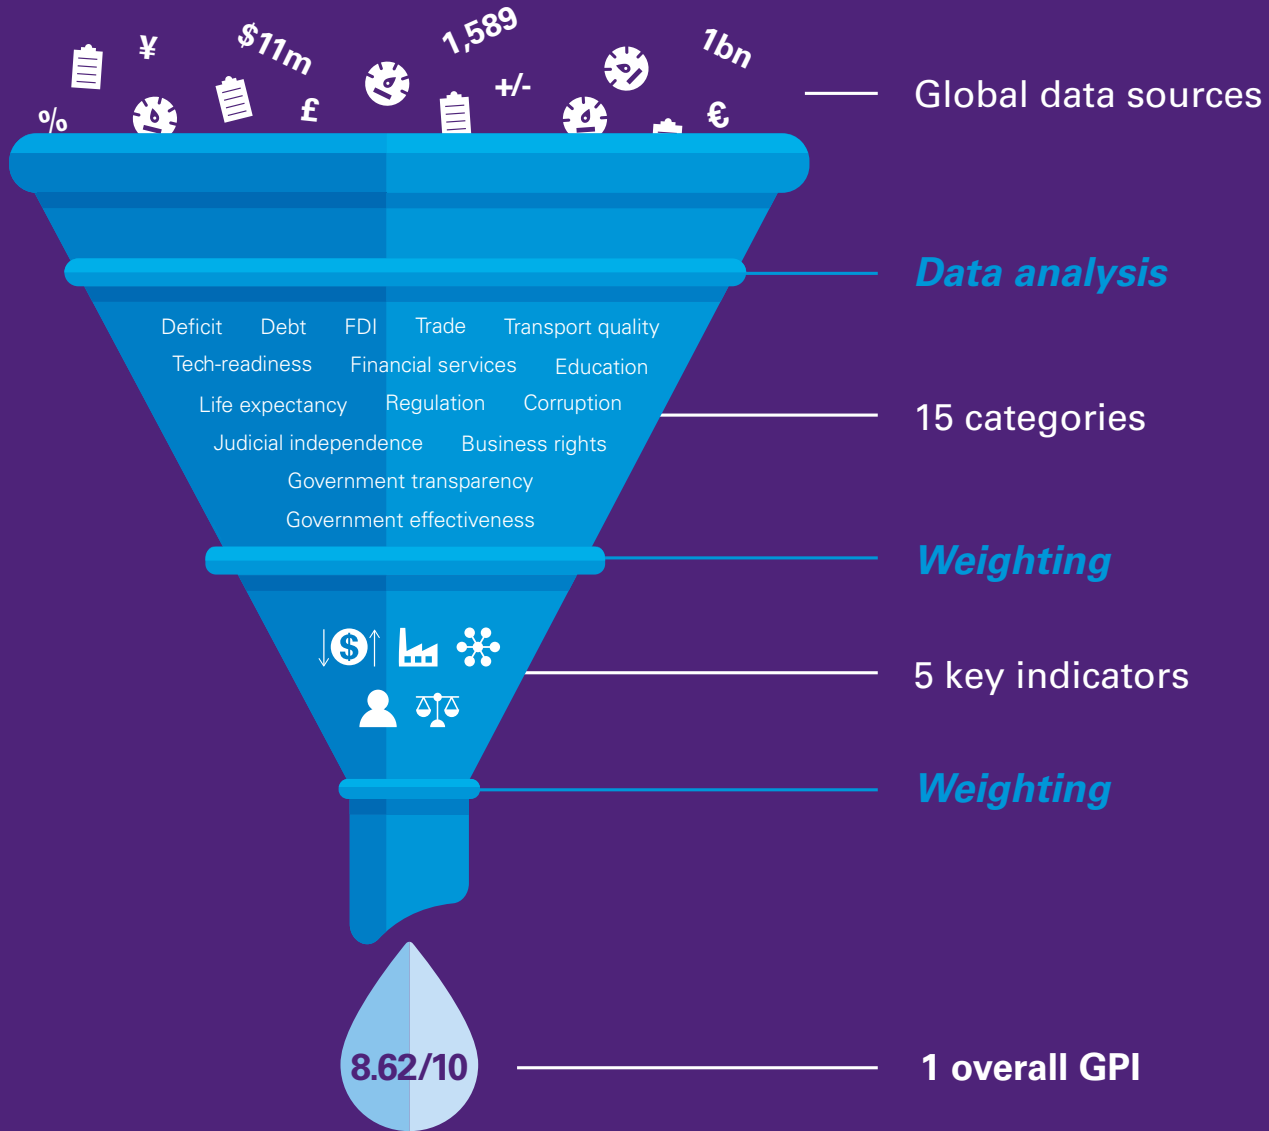 ¥ $11m 1,589 1bn
% £ +/- €
Global data sources
Data analysis
Deficit Debt FDI Trade Transport quality
Tech-readiness Financial services Education
Life expectancy Regulation Corruption
15 categories
Judicial independence Business rights
Government transparency
Government effectiveness
Weighting
$
5 key indicators
Weighting
8.62/10
1 overall GPI